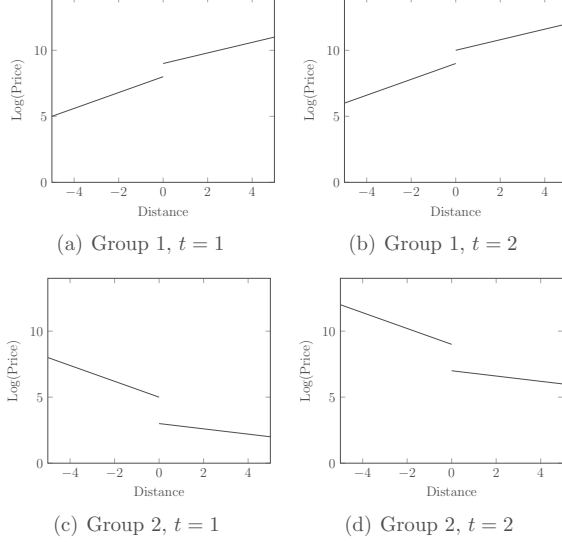 10
5
0
−4
−2
0
2
4
Log(Price)
Distance
(a) Group 1, t = 1
10
5
0
−4
−2
0
2
4
Log(Price)
Distance
(b) Group 1, t = 2
10
5
0
−4
−2
0
2
4
Log(Price)
Distance
(c) Group 2, t = 1
10
5
0
−4
−2
0
2
4
Log(Price)
Distance
(d) Group 2, t = 2